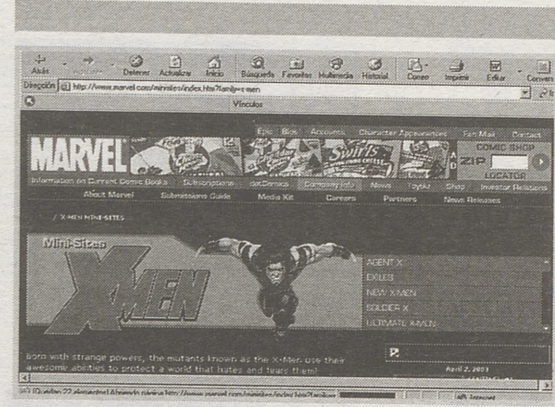 Atrás Detener Actualizar Inicio Búsqueda Favoritos Multimedia Historial Correo Imprimir Editar
Dirección http://www.marvel.com/minisites/index.htm?family=x-men
Vínculos
Epic Bios Accounts Character Appearances Fan Mail Contact
MARVEL Swiss AD COMIC SHOP
ZIP
LOCATOR
Information on Current Comic Books Subscriptions dotComics Company Info News Toybiz Shop Investor Relations
About Marvel Submissions Guide Media Kit Careers Partners News Releases
/ X-MEN MINI-SITES
Mini-Sites
X-MEN
AGENT X
EXILES
NEW X-MEN
SOLDIER X
ULTIMATE X-MEN
Born with strange powers, the mutants known as the X-Men use their
awesome abilities to protect a world that hates and fears them!
April 2, 2003
Internet